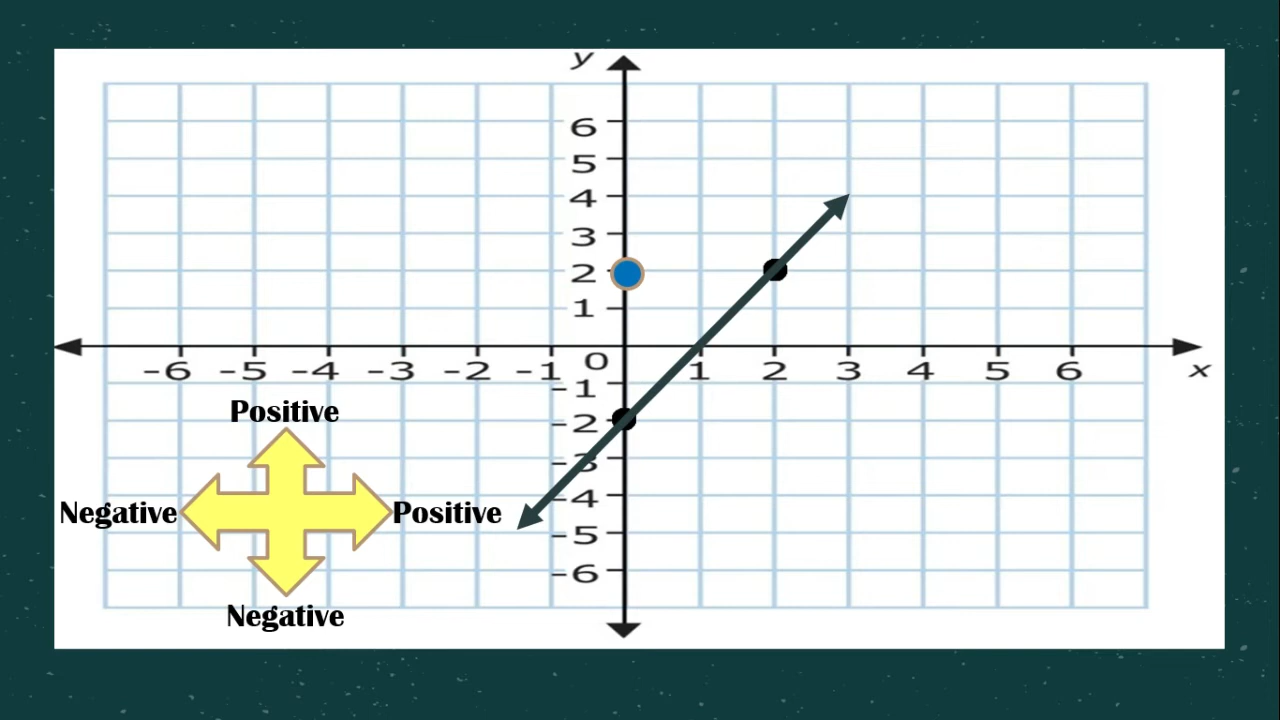 y
6
5
4
3
2
1
-6 -5 -4 -3 -2 -1 0 1 2 3 4 5 6 x
-1
-2
-3
-4
-5
-6
Positive
Negative Positive
Negative